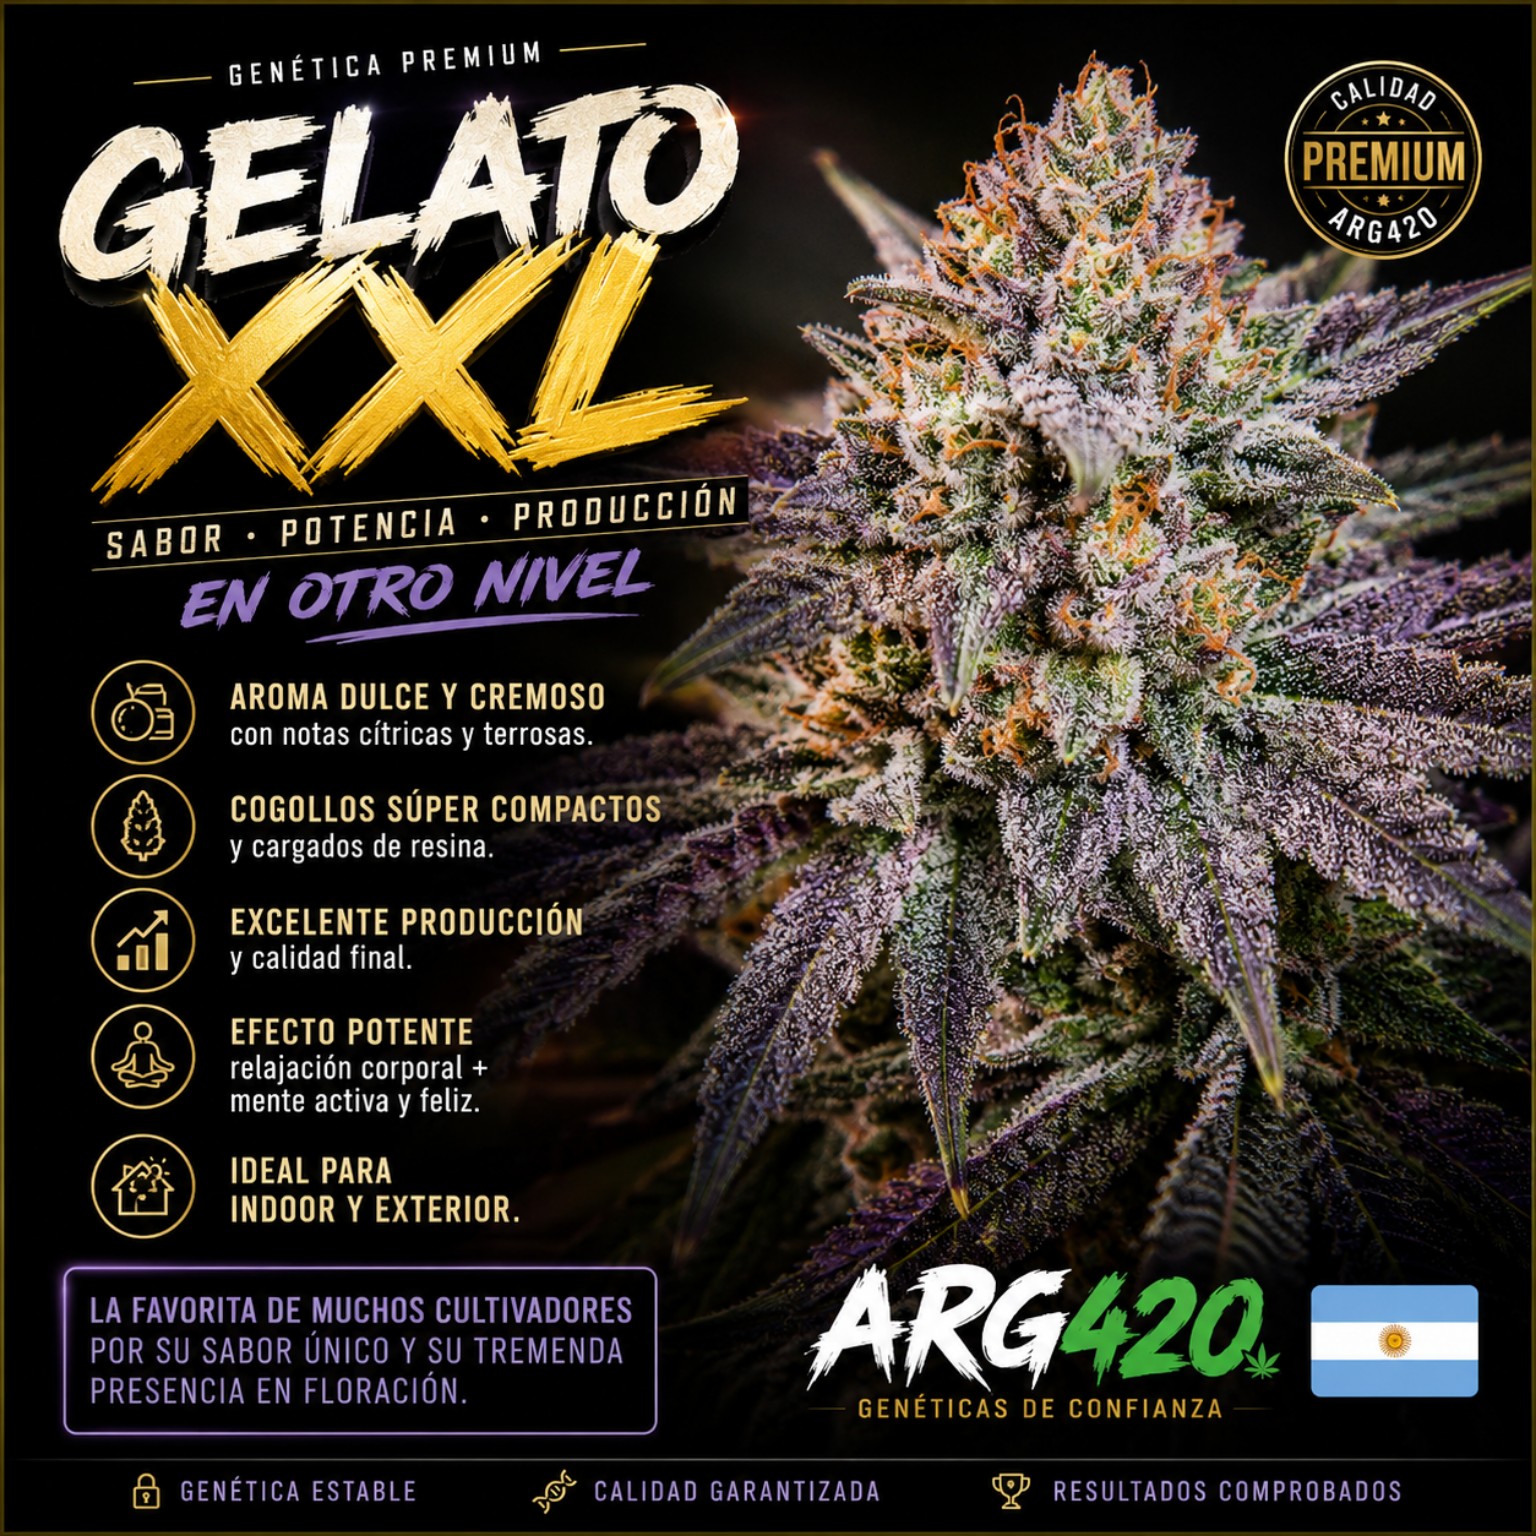 GENÉTICA PREMIUM
GELATO
XXL
SABOR · POTENCIA · PRODUCCIÓN
EN OTRO NIVEL
CALIDAD
PREMIUM
ARG420
AROMA DULCE Y CREMOSO
con notas cítricas y terrosas.
COGOLLOS SÚPER COMPACTOS
y cargados de resina.
EXCELENTE PRODUCCIÓN
y calidad final.
EFECTO POTENTE
relajación corporal +
mente activa y feliz.
IDEAL PARA
INDOOR Y EXTERIOR.
LA FAVORITA DE MUCHOS CULTIVADORES
POR SU SABOR ÚNICO Y SU TREMENDA
PRESENCIA EN FLORACIÓN.
ARG420
GENÉTICAS DE CONFIANZA
GENÉTICA ESTABLE
CALIDAD GARANTIZADA
RESULTADOS COMPROBADOS